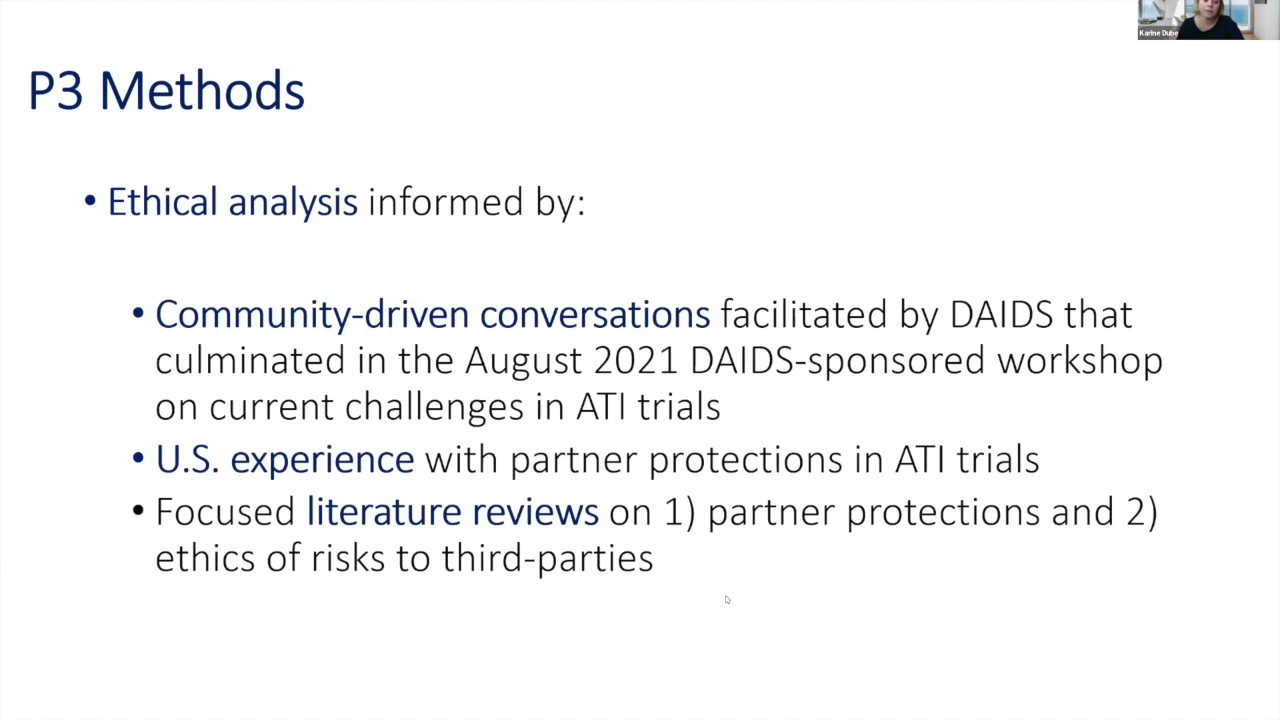 Karine Dube
P3 Methods
• Ethical analysis informed by:
• Community-driven conversations facilitated by DAIDS that
culminated in the August 2021 DAIDS-sponsored workshop
on current challenges in ATI trials
• U.S. experience with partner protections in ATI trials
• Focused literature reviews on 1) partner protections and 2)
ethics of risks to third-parties